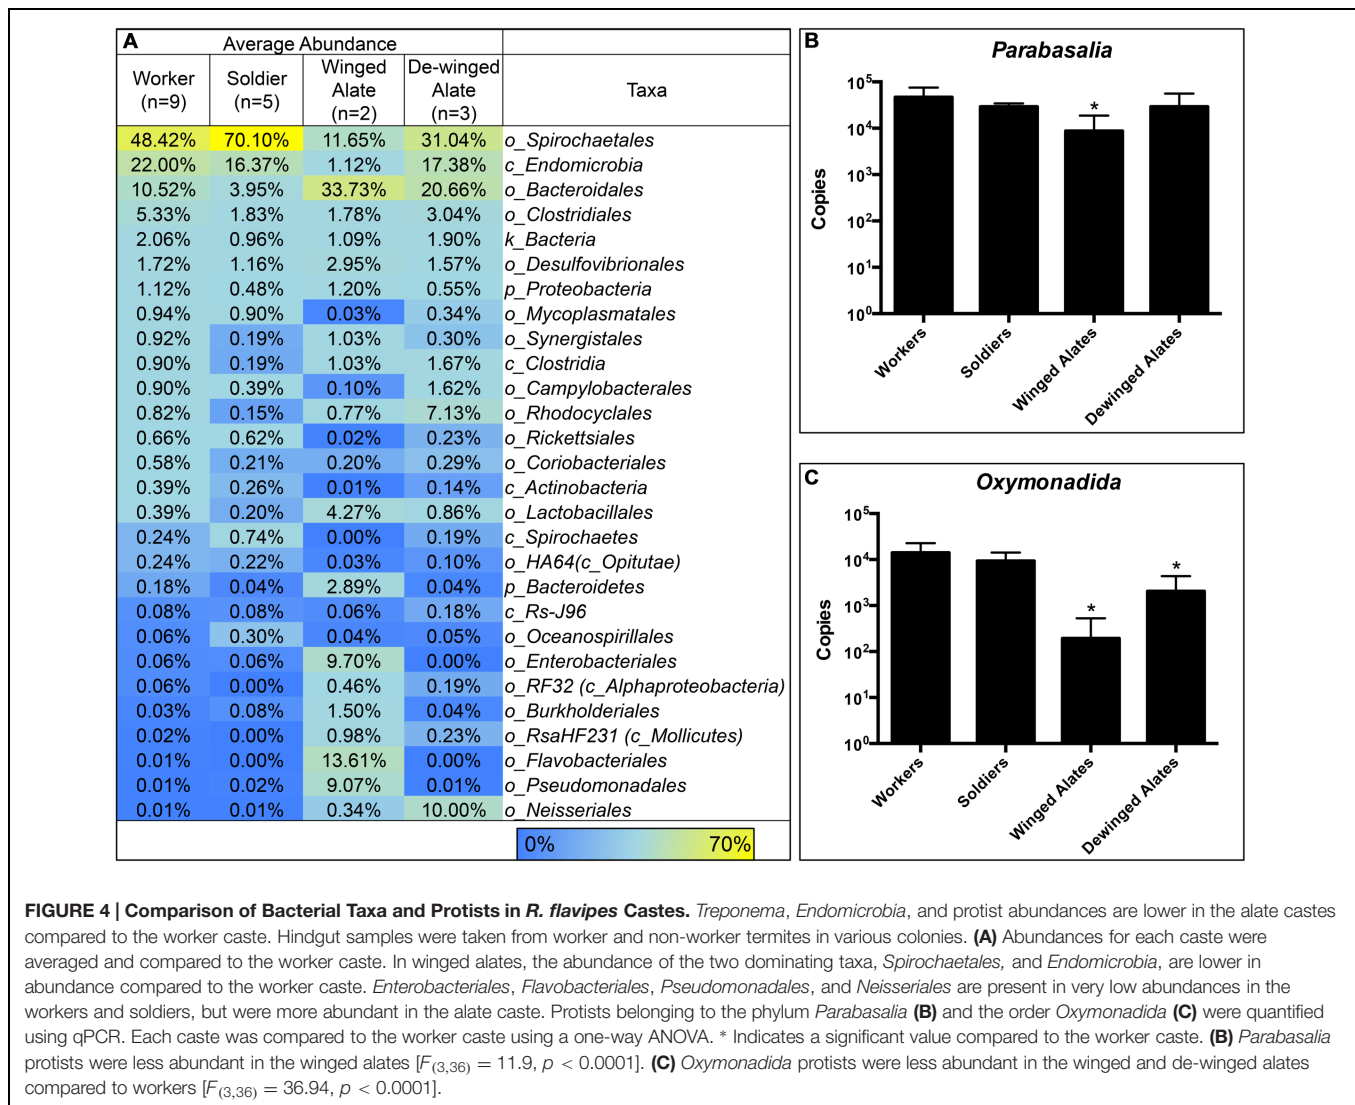 A
Average Abundance
Worker (n=9) Soldier (n=5) Winged Alate (n=2) De-winged Alate (n=3) Taxa
48.42% 70.10% 11.65% 31.04% o_Spirochaetales
22.00% 16.37% 1.12% 17.38% c_Endomicrobia
10.52% 3.95% 33.73% 20.66% o_Bacteroidales
5.33% 1.83% 1.78% 3.04% o_Clostridiales
2.06% 0.96% 1.09% 1.90% k_Bacteria
1.72% 1.16% 2.95% 1.57% o_Desulfovibrionales
1.12% 0.48% 1.20% 0.55% p_Proteobacteria
0.94% 0.90% 0.03% 0.34% o_Mycoplasmatales
0.92% 0.19% 1.03% 0.30% o_Synergistales
0.90% 0.19% 1.03% 1.67% c_Clostridia
0.90% 0.39% 0.10% 1.62% o_Campylobacterales
0.82% 0.15% 0.77% 7.13% o_Rhodocyclales
0.66% 0.62% 0.02% 0.23% o_Rickettsiales
0.58% 0.21% 0.20% 0.29% o_Coriobacteriales
0.39% 0.26% 0.01% 0.14% c_Actinobacteria
0.39% 0.20% 4.27% 0.86% o_Lactobacillales
0.24% 0.74% 0.00% 0.19% c_Spirochaetes
0.24% 0.22% 0.03% 0.10% o_HA64(c_Opitutae)
0.18% 0.04% 2.89% 0.04% p_Bacteroidetes
0.08% 0.08% 0.06% 0.18% c_Rs-J96
0.06% 0.30% 0.04% 0.05% o_Oceanospirillales
0.06% 0.06% 9.70% 0.00% o_Enterobacteriales
0.06% 0.00% 0.46% 0.19% o_RF32 (c_Alphaproteobacteria)
0.03% 0.08% 1.50% 0.04% o_Burkholderiales
0.02% 0.00% 0.98% 0.23% o_RsaHF231 (c_Mollicutes)
0.01% 0.00% 13.61% 0.00% o_Flavobacteriales
0.01% 0.02% 9.07% 0.01% o_Pseudomonadales
0.01% 0.01% 0.34% 10.00% o_Neisseriales
0% 70%
B
Parabasalia
Copies
10⁵
10⁴
10³
10²
10¹
10⁰
*
Workers
Soldiers
Winged Alates
Dewinged Alates
C
Oxymonadida
Copies
10⁵
10⁴
10³
10²
10¹
10⁰
*
*
Workers
Soldiers
Winged Alates
Dewinged Alates
FIGURE 4 | Comparison of Bacterial Taxa and Protists in R. flavipes Castes. Treponema, Endomicrobia, and protist abundances are lower in the alate castes
compared to the worker caste. Hindgut samples were taken from worker and non-worker termites in various colonies. (A) Abundances for each caste were
averaged and compared to the worker caste. In winged alates, the abundance of the two dominating taxa, Spirochaetales, and Endomicrobia, are lower in
abundance compared to the worker caste. Enterobacteriales, Flavobacteriales, Pseudomonadales, and Neisseriales are present in very low abundances in the
workers and soldiers, but were more abundant in the alate caste. Protists belonging to the phylum Parabasalia (B) and the order Oxymonadida (C) were quantified
using qPCR. Each caste was compared to the worker caste using a one-way ANOVA. * Indicates a significant value compared to the worker caste. (B) Parabasalia
protists were less abundant in the winged alates [F(3,36) = 11.9, p < 0.0001]. (C) Oxymonadida protists were less abundant in the winged and de-winged alates
compared to workers [F(3,36) = 36.94, p < 0.0001].